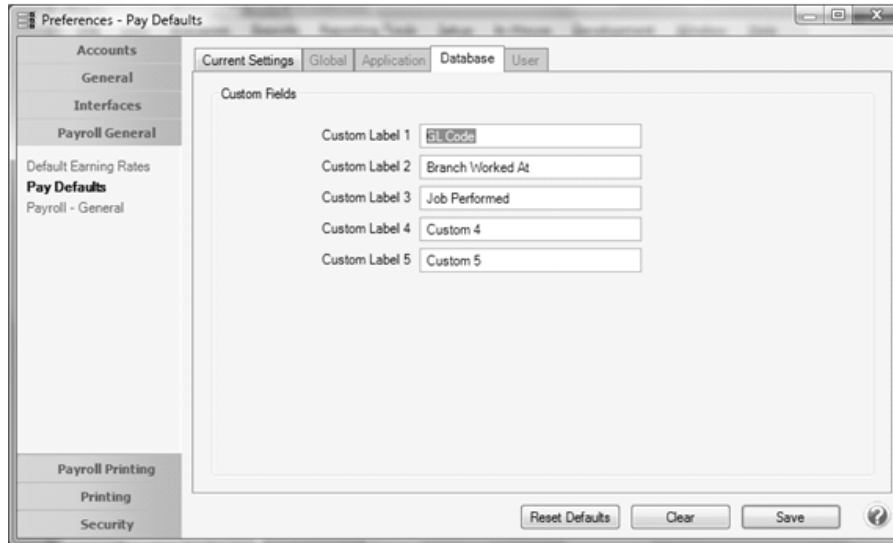 Preferences - Pay Defaults
Accounts
General
Interfaces
Payroll General
Default Earning Rates
Pay Defaults
Payroll - General
Payroll Printing
Printing
Security
Current Settings Global Application Database User
Custom Fields
Custom Label 1 GL Code
Custom Label 2 Branch Worked At
Custom Label 3 Job Performed
Custom Label 4 Custom 4
Custom Label 5 Custom 5
Reset Defaults Clear Save ?